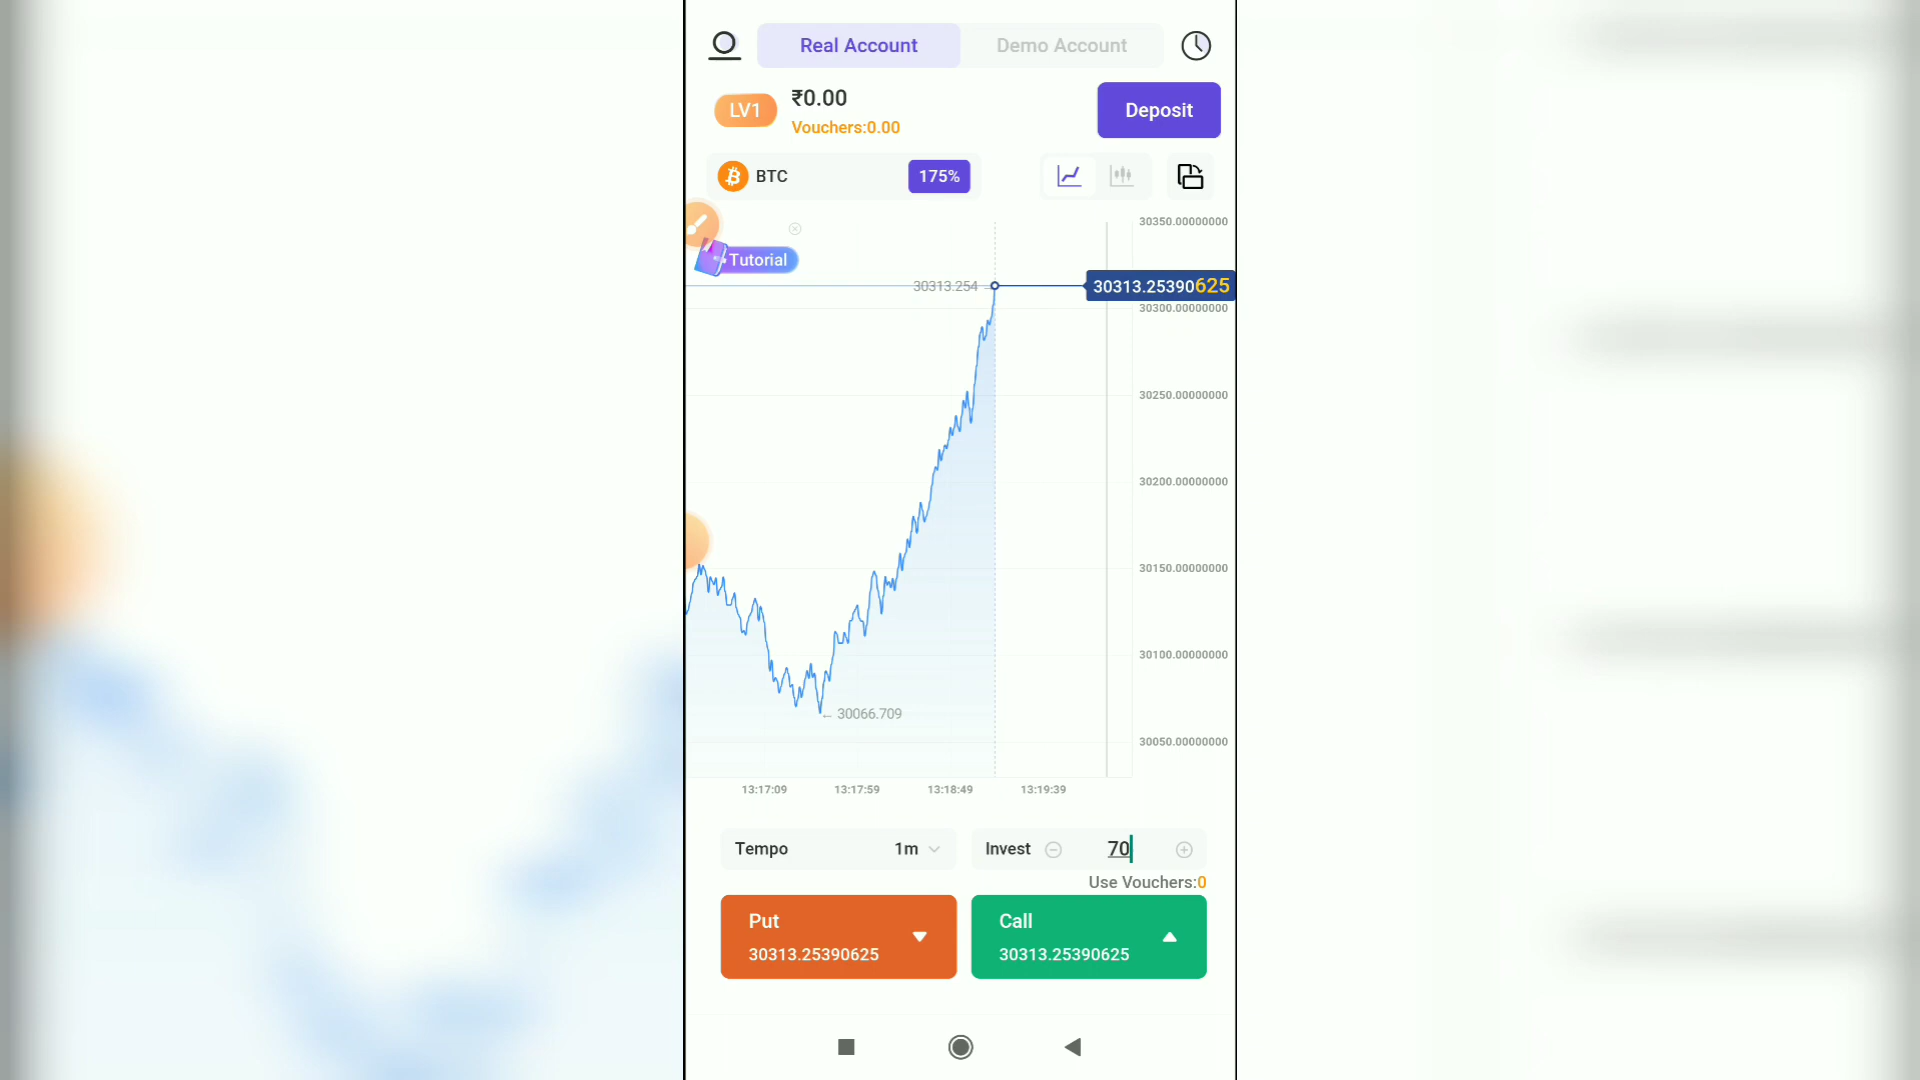 Real Account
Demo Account
LV1
₹0.00
Vouchers:0.00
Deposit
BTC
175%
30350.00000000
Tutorial
30313.254
30313.25390625
30300.00000000
30250.00000000
30200.00000000
30150.00000000
30100.00000000
30066.709
30050.00000000
13:17:09
13:17:59
13:18:49
13:19:39
Tempo
1m
Invest
70
Use Vouchers:0
Put
30313.25390625
Call
30313.25390625